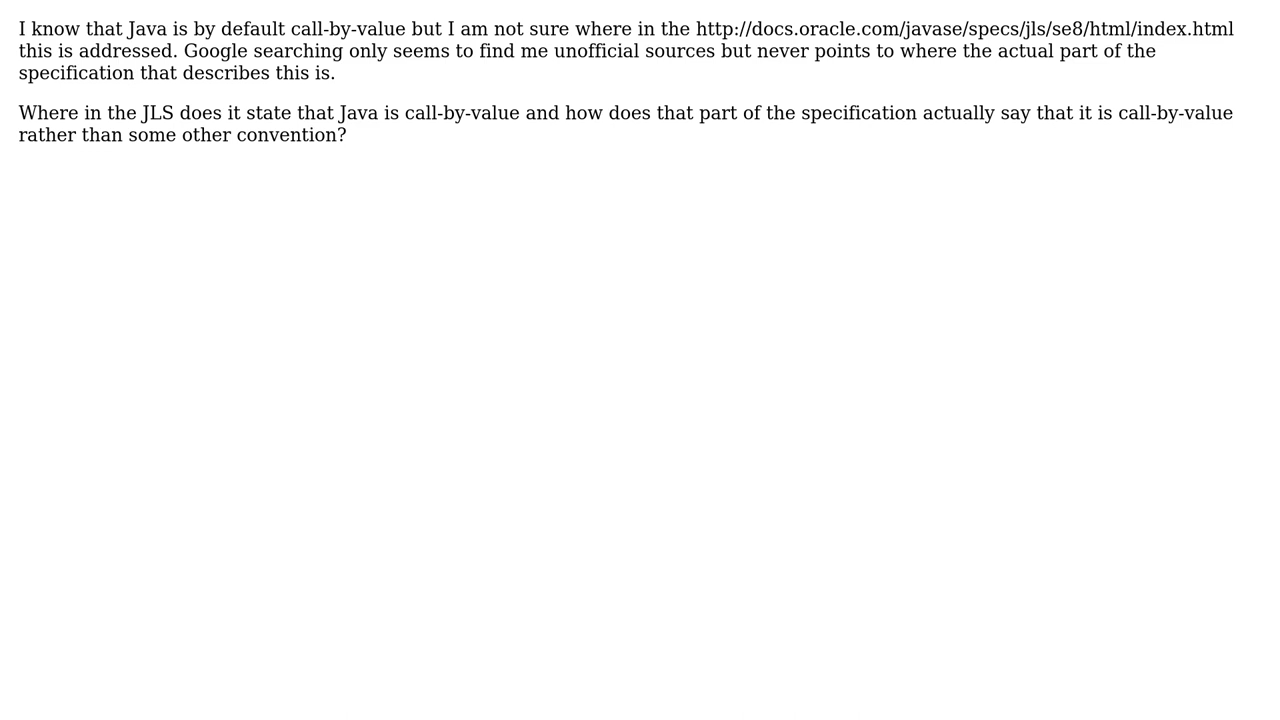 I know that Java is by default call-by-value but I am not sure where in the http://docs.oracle.com/javase/specs/jls/se8/html/index.html
this is addressed. Google searching only seems to find me unofficial sources but never points to where the actual part of the
specification that describes this is.
Where in the JLS does it state that Java is call-by-value and how does that part of the specification actually say that it is call-by-value
rather than some other convention?